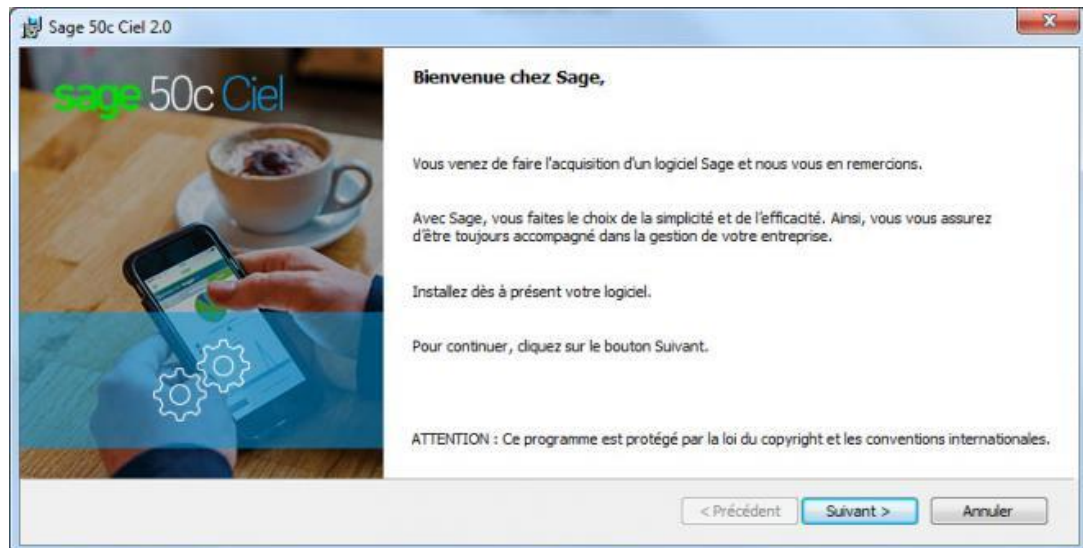 Sage 50c Ciel 2.0
sage 50c Ciel
Bienvenue chez Sage,
Vous venez de faire l'acquisition d'un logiciel Sage et nous vous en remercions.
Avec Sage, vous faites le choix de la simplicité et de l'efficacité. Ainsi, vous vous assurez
d'être toujours accompagné dans la gestion de votre entreprise.
Installez dès à présent votre logiciel.
Pour continuer, cliquez sur le bouton Suivant.
ATTENTION : Ce programme est protégé par la loi du copyright et les conventions internationales.
< Précédent Suivant > Annuler